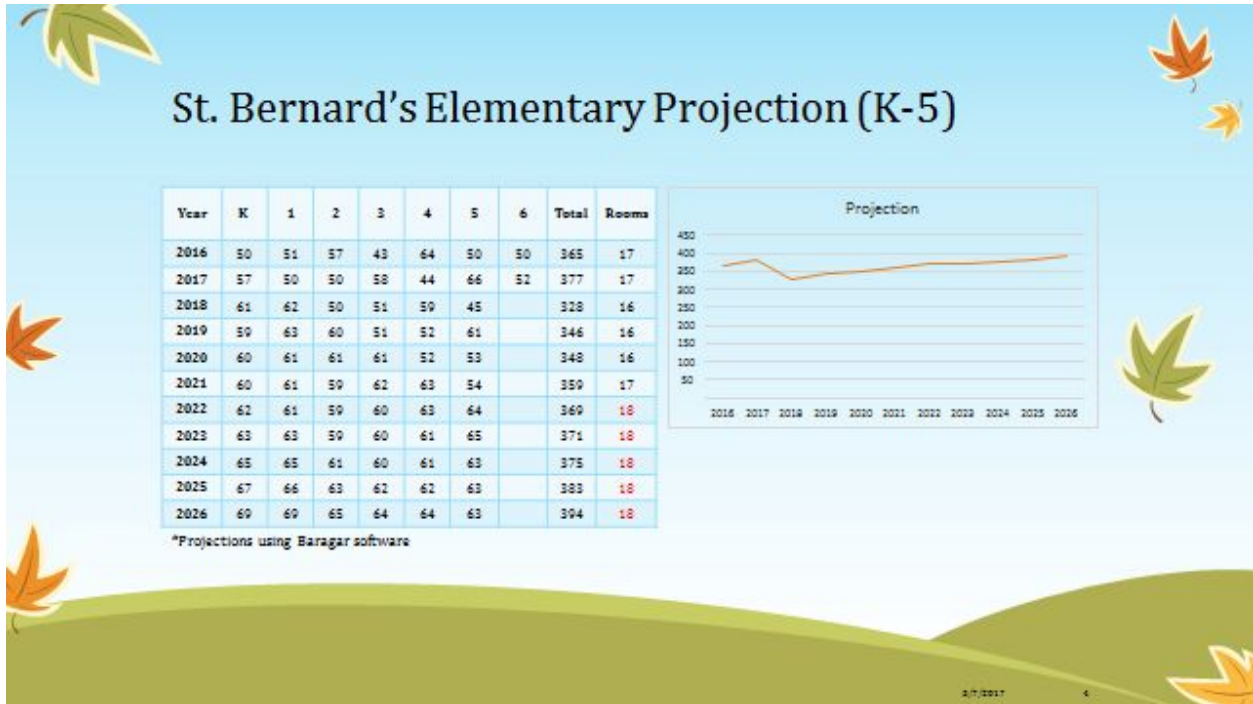 St. Bernard's Elementary Projection (K-5)
Year K 1 2 3 4 5 6 Total Rooms
2016 50 51 57 43 64 50 50 365 17
2017 57 50 50 58 44 66 52 377 17
2018 61 62 50 51 59 45 328 16
2019 59 63 60 51 52 61 346 16
2020 60 61 61 61 52 53 348 16
2021 60 61 59 62 63 54 359 17
2022 62 61 59 60 63 64 369 18
2023 63 63 59 60 61 65 371 18
2024 65 65 61 60 61 63 375 18
2025 67 66 63 62 62 63 383 18
2026 69 69 65 64 64 63 394 18
*Projections using Baragar software
Projection
450
400
350
300
250
200
150
100
50
2016 2017 2018 2019 2020 2021 2022 2023 2024 2025 2026